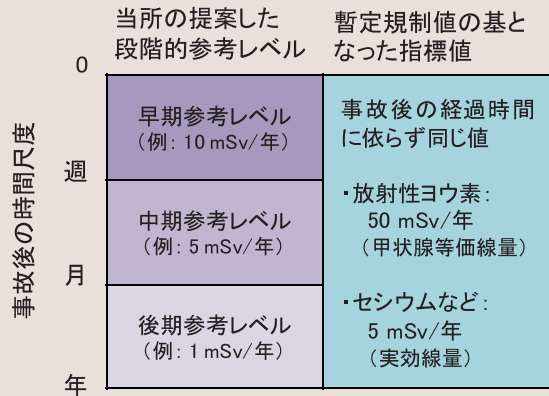 当所の提案した
段階的参考レベル
暫定規制値の基と
なった指標値
事故後の時間尺度
0
週
月
年
早期参考レベル
（例：10 mSv/年）
中期参考レベル
（例：5 mSv/年）
後期参考レベル
（例：1 mSv/年）
事故後の経過時間
に依らず同じ値
・放射性ヨウ素：
50 mSv/年
（甲状腺等価線量）
・セシウムなど：
5 mSv/年
（実効線量）